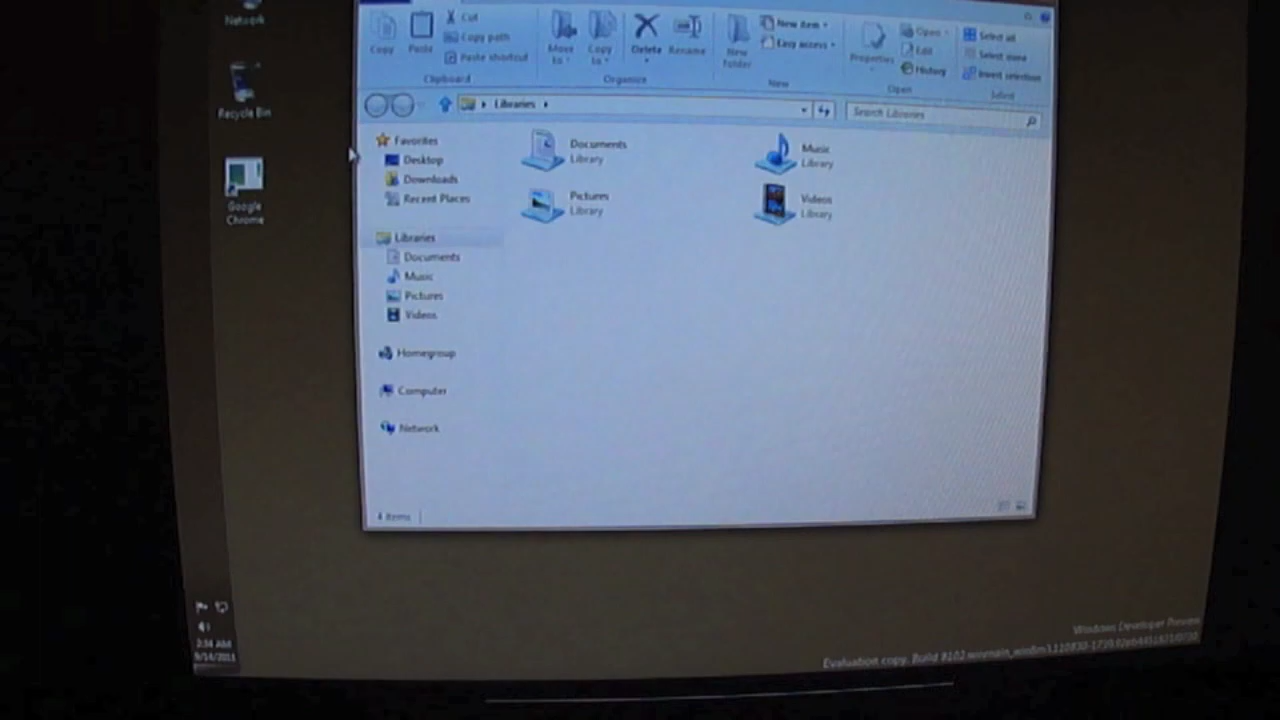 Network
Recycle Bin
Google
Chrome
Copy
Paste
Cut
Copy path
Paste shortcut
Clipboard
Move
to
Copy
to
Delete
Rename
Organize
New
folder
New item
Easy access
New
Properties
Open
Edit
History
Open
Select all
Select none
Invert selection
Select
Libraries
Search Libraries
Favorites
Desktop
Downloads
Recent Places
Libraries
Documents
Music
Pictures
Videos
Homegroup
Computer
Network
Documents
Library
Music
Library
Pictures
Library
Videos
Library
4 items
2:34 AM
9/14/2011
Windows Developer Preview
Evaluation copy. Build 8102